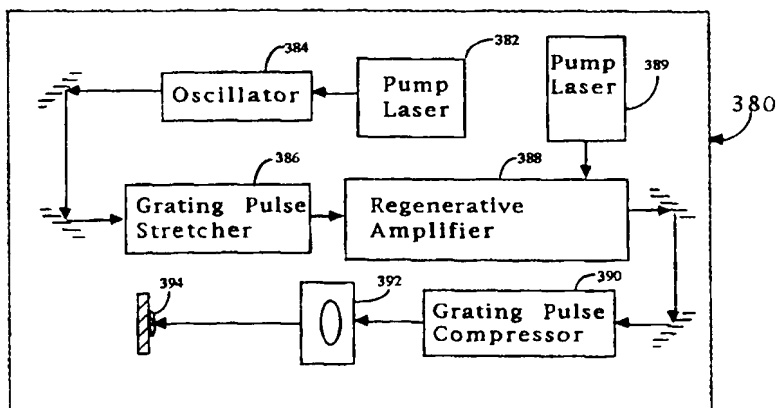 384
382
Pump
Laser
389
Oscillator
Pump
Laser
380
386
388
Grating Pulse
Stretcher
Regenerative
Amplifier
394
392
390
Grating Pulse
Compressor